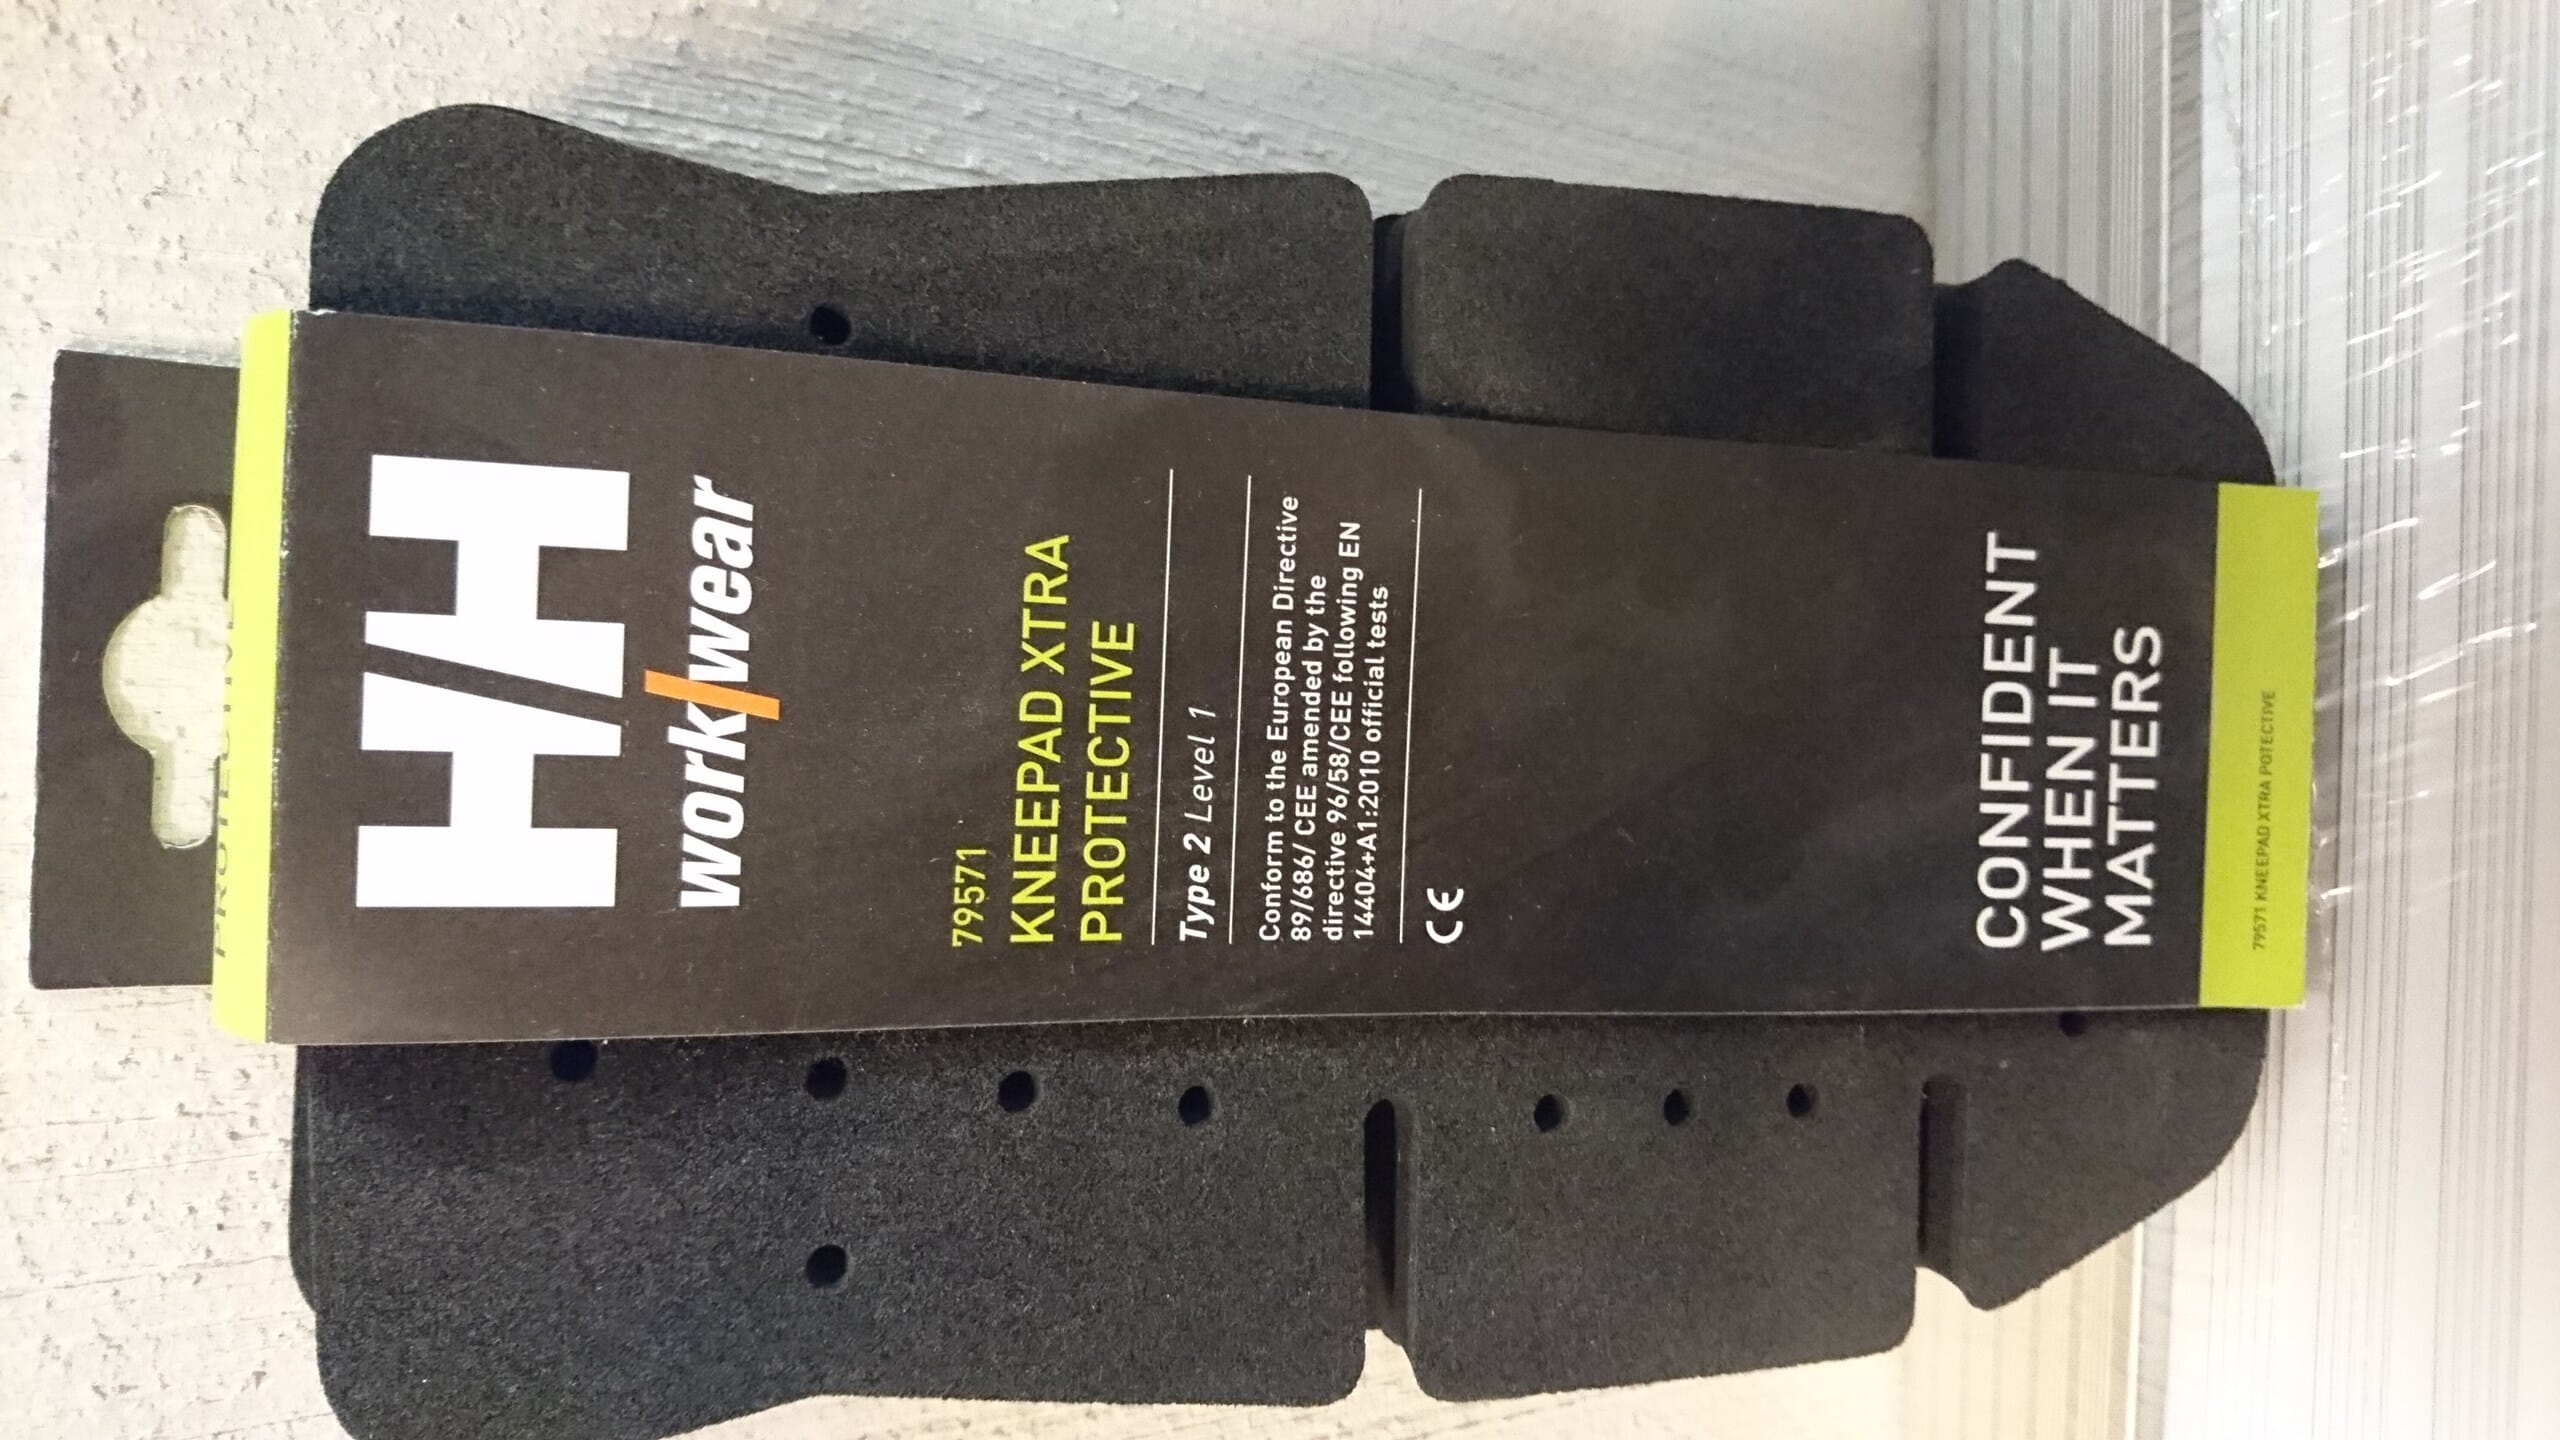 PROTECTIVE
H/H
work/wear
79571
KNEEPAD XTRA
PROTECTIVE
Type 2 Level 1
Conform to the European Directive
89/686/ CEE amended by the
directive 96/58/CEE following EN
14404+A1:2010 official tests
CE
CONFIDENT
WHEN IT
MATTERS
79571 KNEEPAD XTRA POTECTIVE